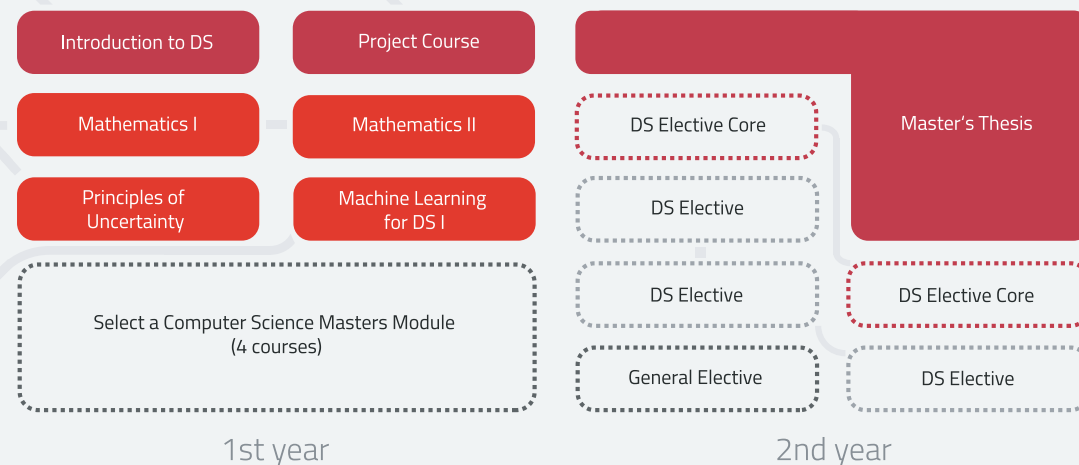 Introduction to DS
Project Course
Mathematics I
Mathematics II
DS Elective Core
Master‘s Thesis
Principles of
Uncertainty
Machine Learning
for DS I
DS Elective
Select a Computer Science Masters Module
(4 courses)
DS Elective
DS Elective Core
General Elective
DS Elective
1st year
2nd year